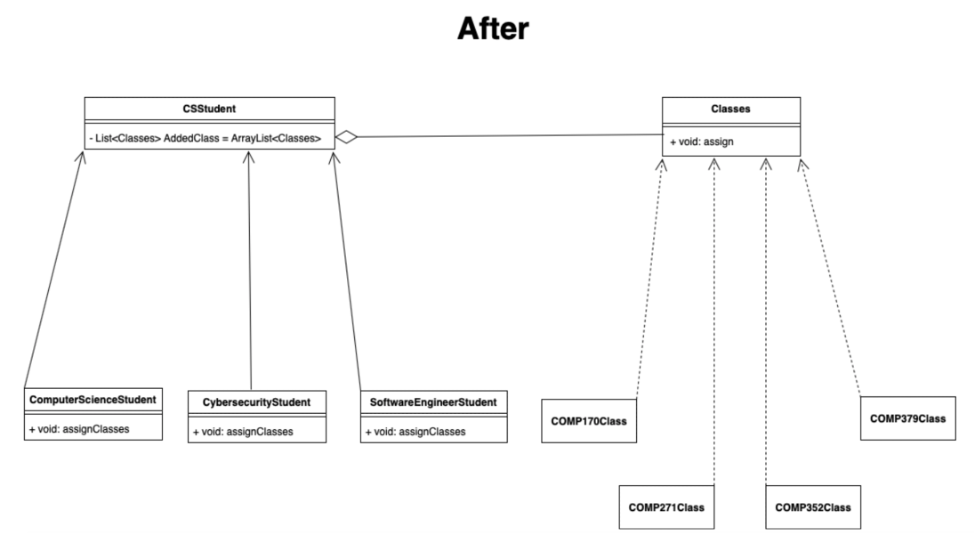 After
CSStudent
- List<Classes> AddedClass = ArrayList<Classes>
Classes
+ void: assign
ComputerScienceStudent
+ void: assignClasses
CybersecurityStudent
+ void: assignClasses
SoftwareEngineerStudent
+ void: assignClasses
COMP170Class
COMP379Class
COMP271Class
COMP352Class